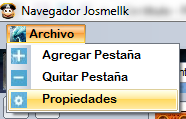 Navegador Josmellk
Archivo
Agregar Pestaña
Quitar Pestaña
Propiedades